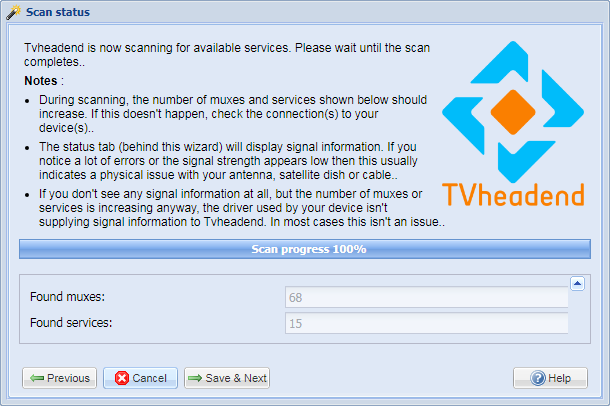 Scan status
Tvheadend is now scanning for available services. Please wait until the scan
completes..
Notes :
• During scanning, the number of muxes and services shown below should
increase. If this doesn't happen, check the connection(s) to your
device(s)..
• The status tab (behind this wizard) will display signal information. If you
notice a lot of errors or the signal strength appears low then this usually
indicates a physical issue with your antenna, satellite dish or cable..
• If you don't see any signal information at all, but the number of muxes or
services is increasing anyway, the driver used by your device isn't
supplying signal information to Tvheadend. In most cases this isn't an issue..
TVheadend
Scan progress 100%
Found muxes: 68
Found services: 15
Previous Cancel Save & Next Help